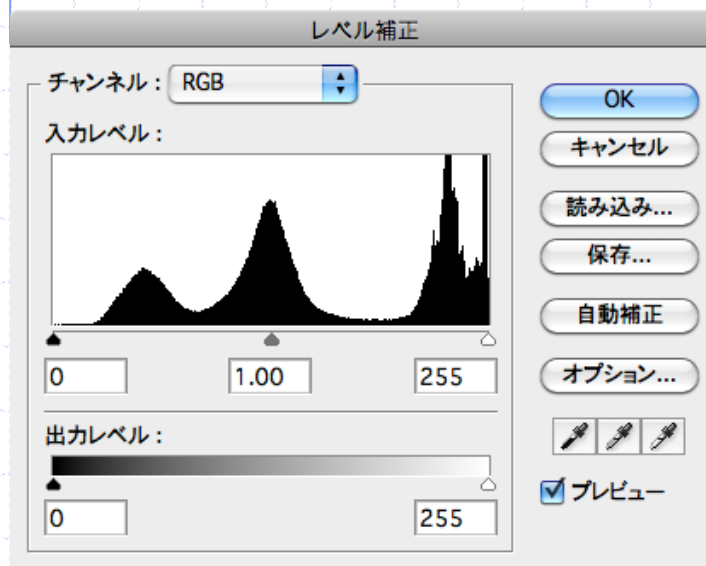 レベル補正
チャンネル： RGB
入力レベル：
0 1.00 255
出力レベル：
0 255
OK
キャンセル
読み込み...
保存...
自動補正
オプション...
プレビュー